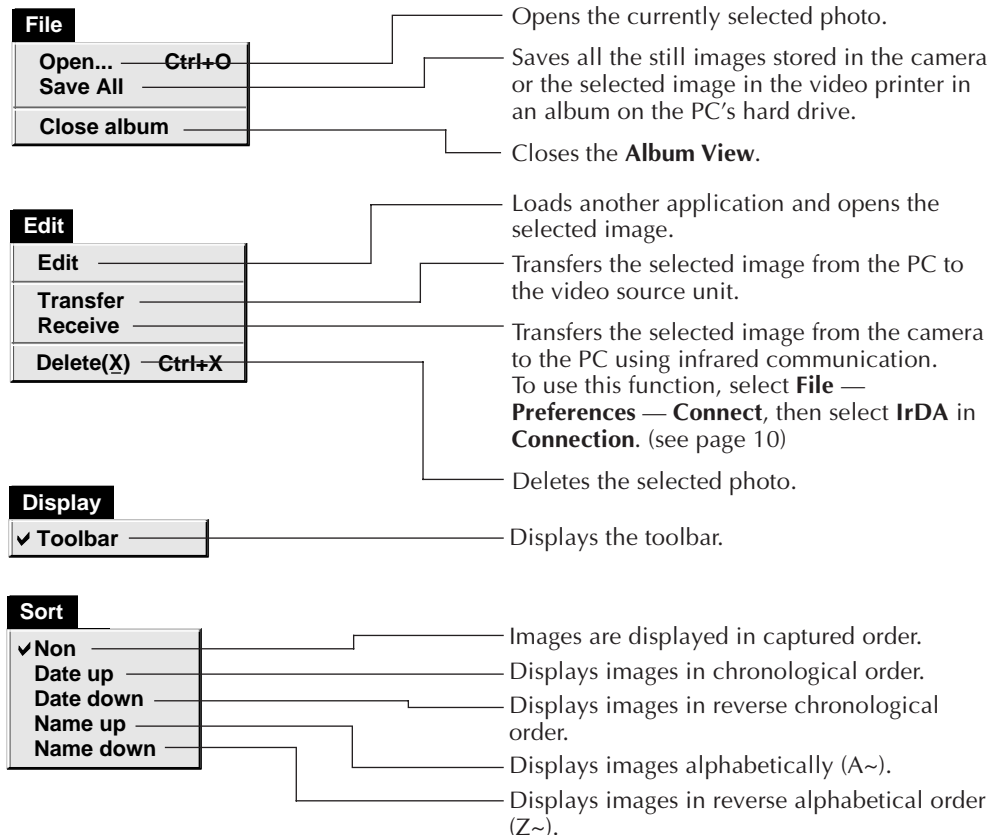 File
Open... Ctrl+O
Save All
Close album
Opens the currently selected photo.
Saves all the still images stored in the camera
or the selected image in the video printer in
an album on the PC’s hard drive.
Closes the Album View.
Edit
Edit
Transfer
Receive
Delete(X) Ctrl+X
Loads another application and opens the
selected image.
Transfers the selected image from the PC to
the video source unit.
Transfers the selected image from the camera
to the PC using infrared communication.
To use this function, select File —
Preferences — Connect, then select IrDA in
Connection. (see page 10)
Deletes the selected photo.
Display
✔ Toolbar
Displays the toolbar.
Sort
✔ Non
Date up
Date down
Name up
Name down
Images are displayed in captured order.
Displays images in chronological order.
Displays images in reverse chronological
order.
Displays images alphabetically (A~).
Displays images in reverse alphabetical order
(Z~).